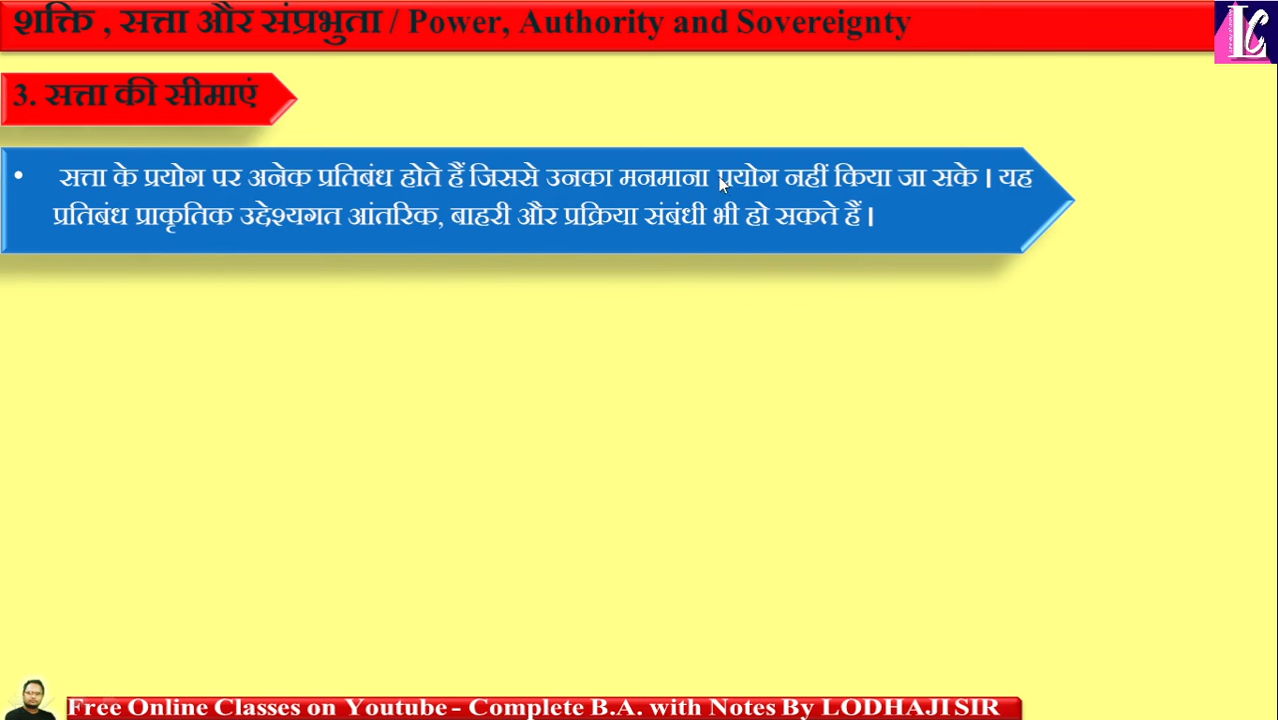 शक्ति , सत्ता और संप्रभुता / Power, Authority and Sovereignty
LC
3. सत्ता की सीमाएं
• सत्ता के प्रयोग पर अनेक प्रतिबंध होते हैं जिससे उनका मनमाना प्रयोग नहीं किया जा सके । यह
प्रतिबंध प्राकृतिक उद्देश्यगत आंतरिक, बाहरी और प्रक्रिया संबंधी भी हो सकते हैं ।
Free Online Classes on Youtube - Complete B.A. with Notes By LODHAJI SIR